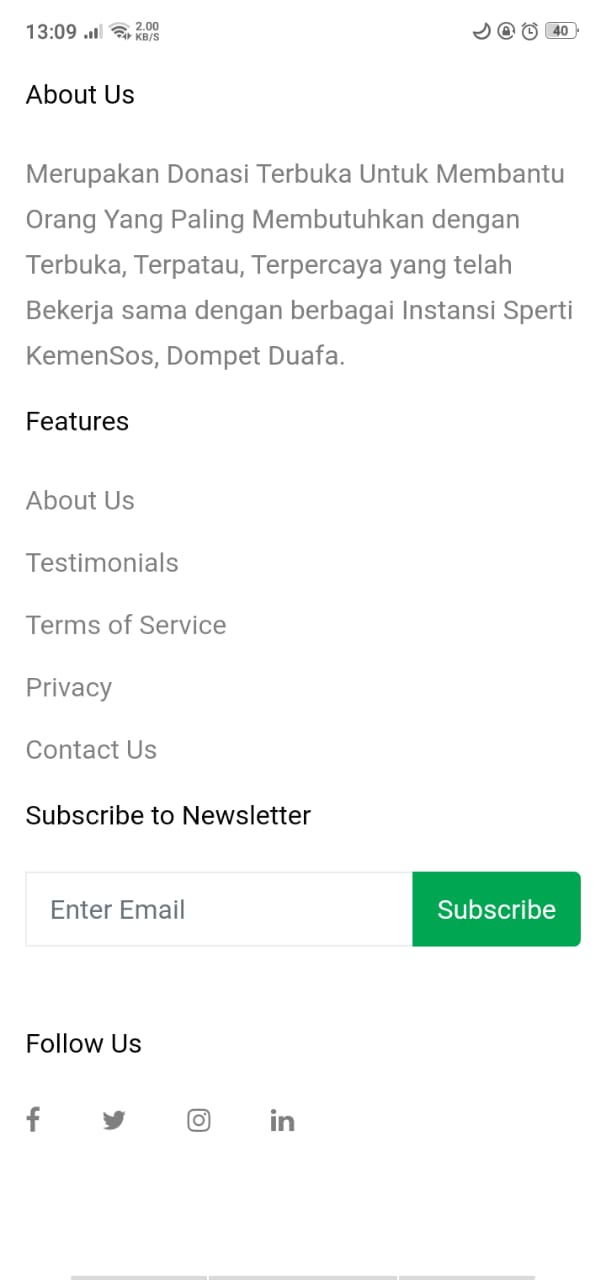 13:09 2.00 KB/S 40
About Us
Merupakan Donasi Terbuka Untuk Membantu
Orang Yang Paling Membutuhkan dengan
Terbuka, Terpatau, Terpercaya yang telah
Bekerja sama dengan berbagai Instansi Sperti
KemenSos, Dompet Duafa.
Features
About Us
Testimonials
Terms of Service
Privacy
Contact Us
Subscribe to Newsletter
Enter Email Subscribe
Follow Us